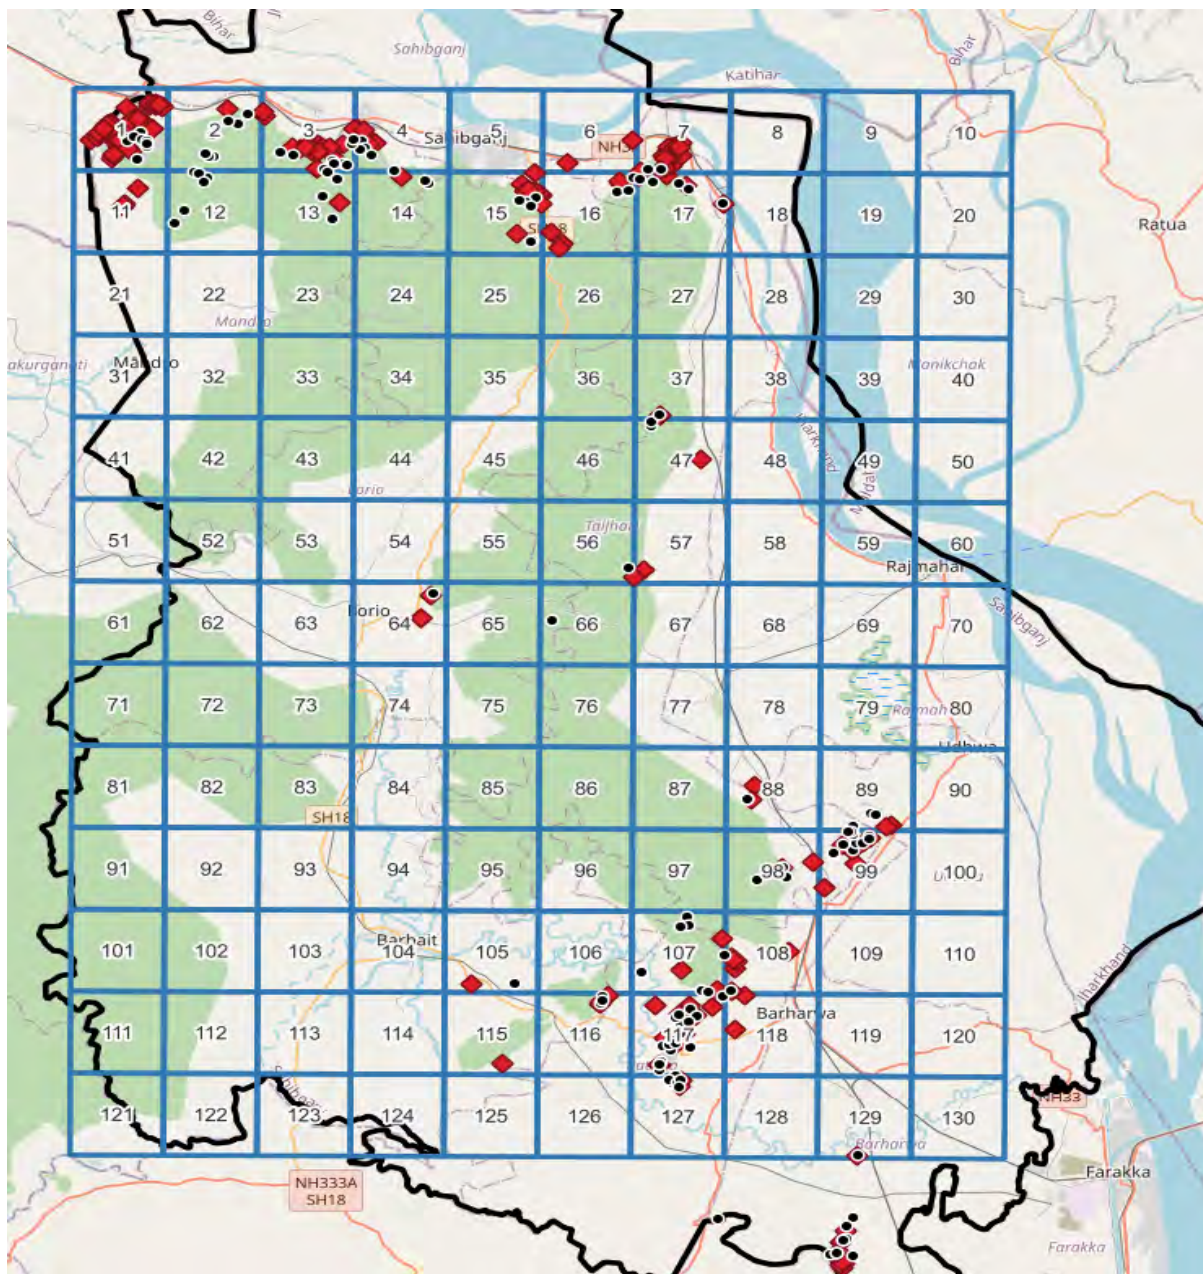 Bihar
Sahibganj
Katihar
Bihar
1 2 3 4 Sahibganj 5 6 NH3 7 8 9 10
11 12 13 14 15 16 17 18 19 20
Ratua
21 22 23 24 25 26 27 28 29 30
Mandro
akurganati Mandro Manikchak
31 32 33 34 35 36 37 38 39 40
Jharkhand
41 42 43 44 45 46 47 48 49 50
Borio
Taljhari
51 52 53 54 55 56 57 58 59 60
Rajmahal
Sahibganj
Borio
61 62 63 64 65 66 67 68 69 70
71 72 73 74 75 76 77 78 79 80
Rajmah
Udhwa
81 82 83 84 85 86 87 88 89 90
SH18
91 92 93 94 95 96 97 98 99 100
Barhait
101 102 103 104 105 106 107 108 109 110
Jharkhand
Barharwa
111 112 113 114 115 116 117 118 119 120
NH33
121 122 123 124 125 126 127 128 129 130
Barharwa
Farakka
NH333A
SH18
Farakka